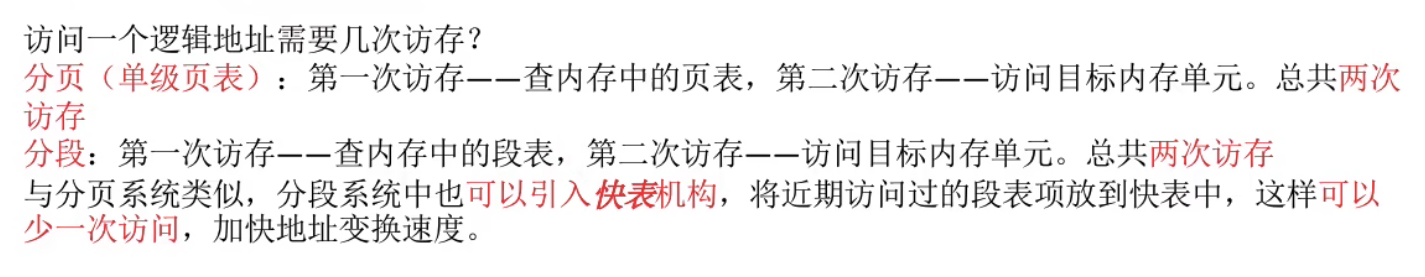 访问一个逻辑地址需要几次访存？
分页（单级页表）：第一次访存——查内存中的页表，第二次访存——访问目标内存单元。总共两次
访存
分段：第一次访存——查内存中的段表，第二次访存——访问目标内存单元。总共两次访存
与分页系统类似，分段系统中也可以引入快表机构，将近期访问过的段表项放到快表中，这样可以
少一次访问，加快地址变换速度。